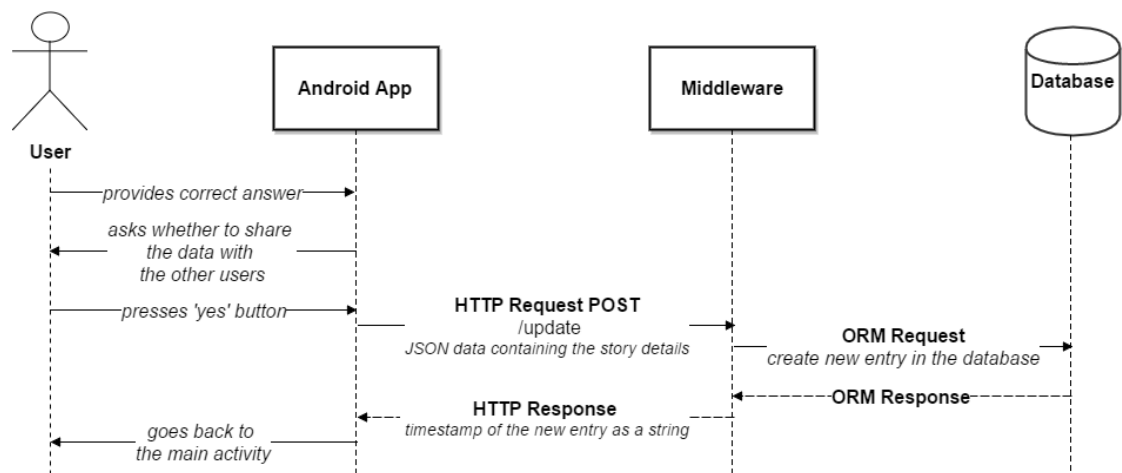 User
Android App
Middleware
Database
provides correct answer
asks whether to share
the data with
the other users
presses 'yes' button
HTTP Request POST
/update
JSON data containing the story details
ORM Request
create new entry in the database
ORM Response
HTTP Response
timestamp of the new entry as a string
goes back to
the main activity